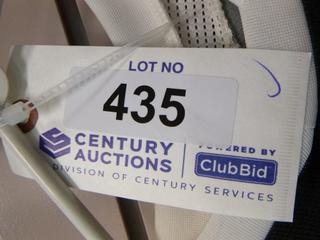 LOT NO
435
CENTURY
AUCTIONS
DIVISION OF CENTURY SERVICES
POWERED BY
ClubBid